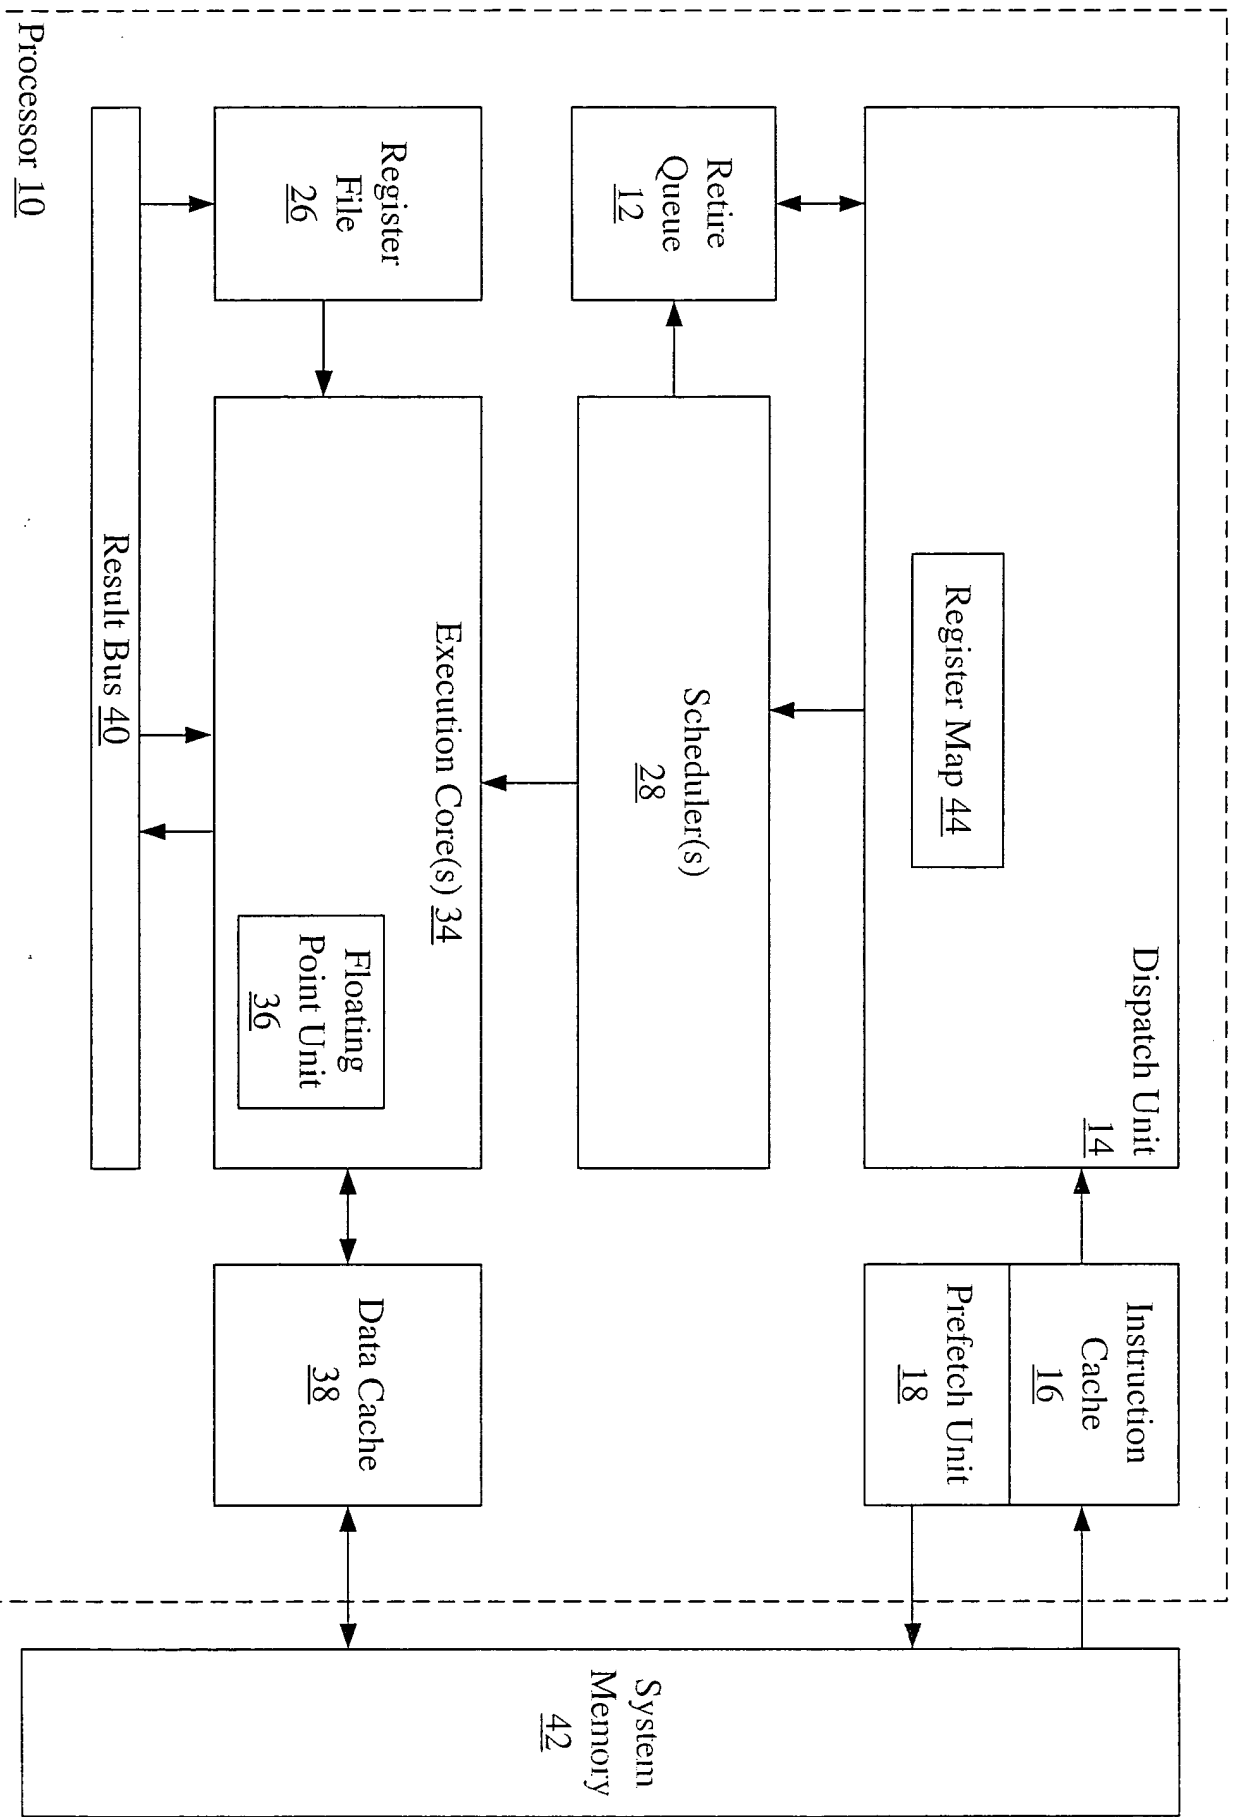 Processor 10
Dispatch Unit
14
Register Map 44
Instruction
Cache
16
Prefetch Unit
18
Retire
Queue
12
Scheduler(s)
28
System
Memory
42
Register
File
26
Execution Core(s) 34
Floating
Point Unit
36
Data Cache
38
Result Bus 40